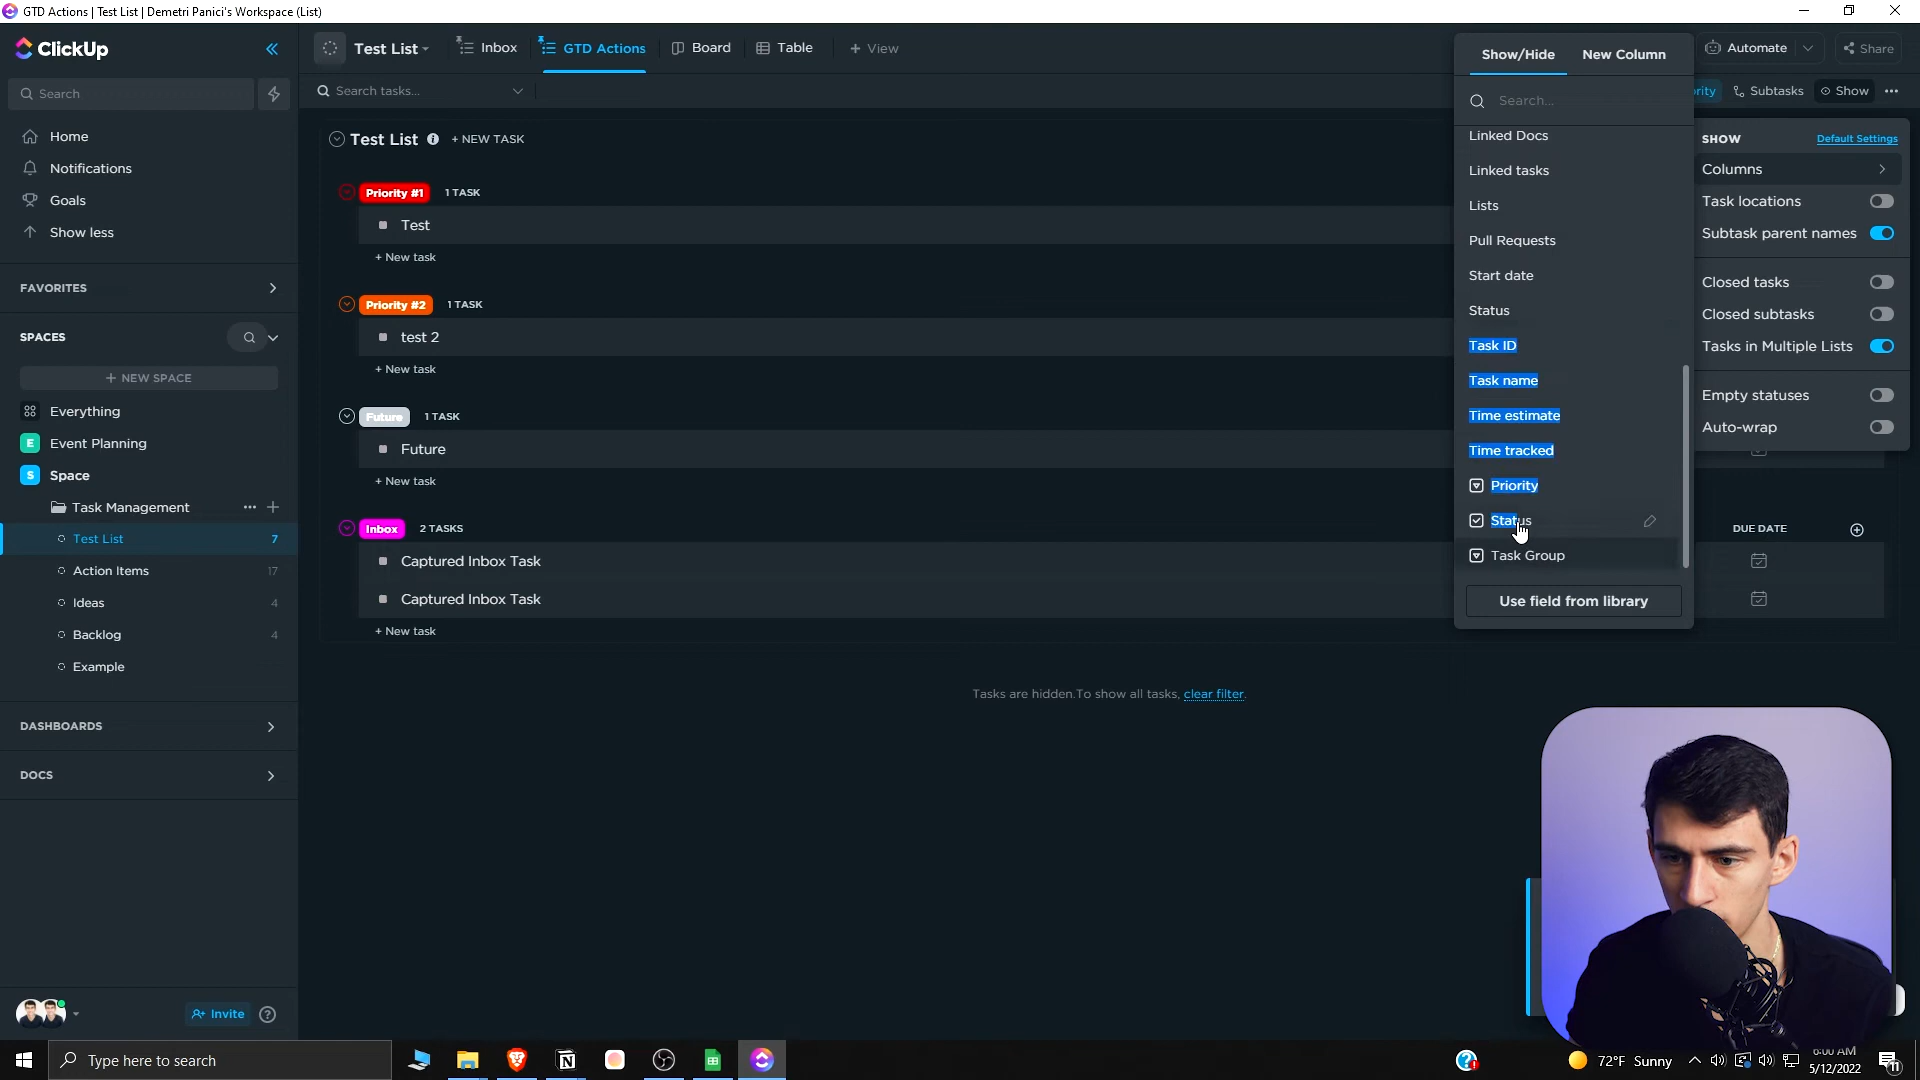 GTD Actions | Test List | Demetri Panici's Workspace (List)
ClickUp
Search
Home
Notifications
Goals
Show less
FAVORITES
SPACES
+ NEW SPACE
Everything
E Event Planning
S Space
Task Management
Test List 7
Action Items 17
Ideas 4
Backlog 4
Example
DASHBOARDS
DOCS
Invite
Test List
Inbox
GTD Actions
Board
Table
+ View
Automate
Share
Search tasks...
Subtasks
Show
Test List + NEW TASK
Priority #1 1 TASK
Test
+ New task
Priority #2 1 TASK
test 2
+ New task
Future 1 TASK
Future
+ New task
Inbox 2 TASKS
DUE DATE
Captured Inbox Task
Captured Inbox Task
+ New task
Tasks are hidden.To show all tasks, clear filter.
Show/Hide New Column
Search...
Linked Docs
Linked tasks
Lists
Pull Requests
Start date
Status
Task ID
Task name
Time estimate
Time tracked
Priority
Status
Task Group
Use field from library
SHOW Default Settings
Columns
Task locations
Subtask parent names
Closed tasks
Closed subtasks
Tasks in Multiple Lists
Empty statuses
Auto-wrap
Type here to search
72°F Sunny
6:00 AM
5/12/2022
11